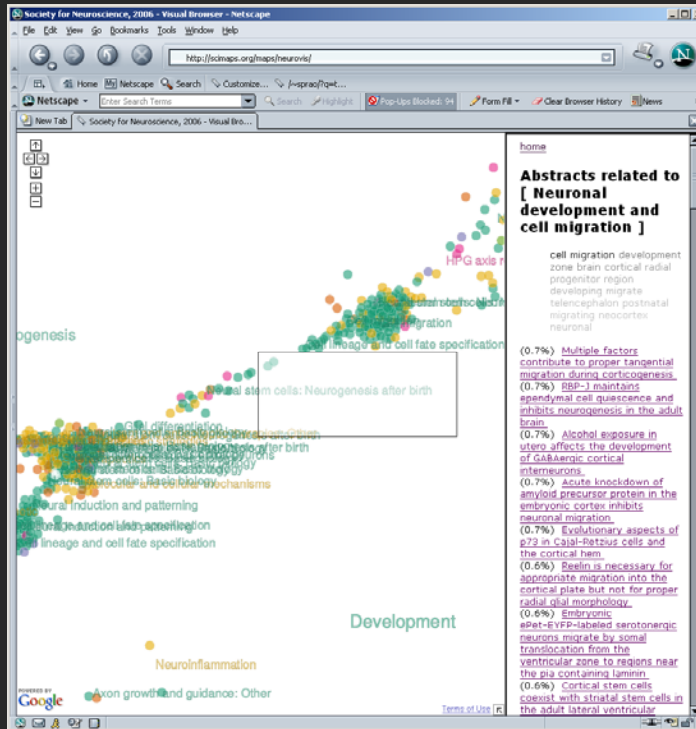 Society for Neuroscience, 2006 - Visual Browser - Netscape
File Edit View Go Bookmarks Tools Window Help
http://scimaps.org/maps/neurovis/
Home Netscape Search Customize... /~sprao/?q=t...
Netscape Enter Search Terms Search Highlight Pop-Ups Blocked: 94 Form Fill Clear Browser History News
New Tab Society for Neuroscience, 2006 - Visual Bro...
HPG axis
ogenesis
migration
lineage and cell fate specification
Neural stem cells: Neurogenesis after birth
Glial differentiation
after birth
stem cells: Basic biology
and cellular mechanisms
Neural induction and patterning
lineage and cell fate specification
Development
Neuroinflammation
Axon growth and guidance: Other
POWERED BY
Google
Terms of Use
home
Abstracts related to
[ Neuronal
development and
cell migration ]
cell migration development
zone brain cortical radial
progenitor region
developing migrate
telencephalon postnatal
migrating neocortex
neuronal
(0.7%) Multiple factors
contribute to proper tangential
migration during corticogenesis
(0.7%) RBP-J maintains
ependymal cell quiescence and
inhibits neurogenesis in the adult
brain
(0.7%) Alcohol exposure in
utero affects the development
of GABAergic cortical
interneurons
(0.7%) Acute knockdown of
amyloid precursor protein in the
embryonic cortex inhibits
neuronal migration
(0.7%) Evolutionary aspects of
p73 in Cajal-Retzius cells and
the cortical hem
(0.6%) Reelin is necessary for
appropriate migration into the
cortical plate but not for proper
radial glial morphology
(0.6%) Embryonic
ePet-EYFP-labeled serotonergic
neurons migrate by somal
translocation from the
ventricular zone to regions near
the pia containing laminin
(0.6%) Cortical stem cells
coexist with striatal stem cells in
the adult lateral ventricular